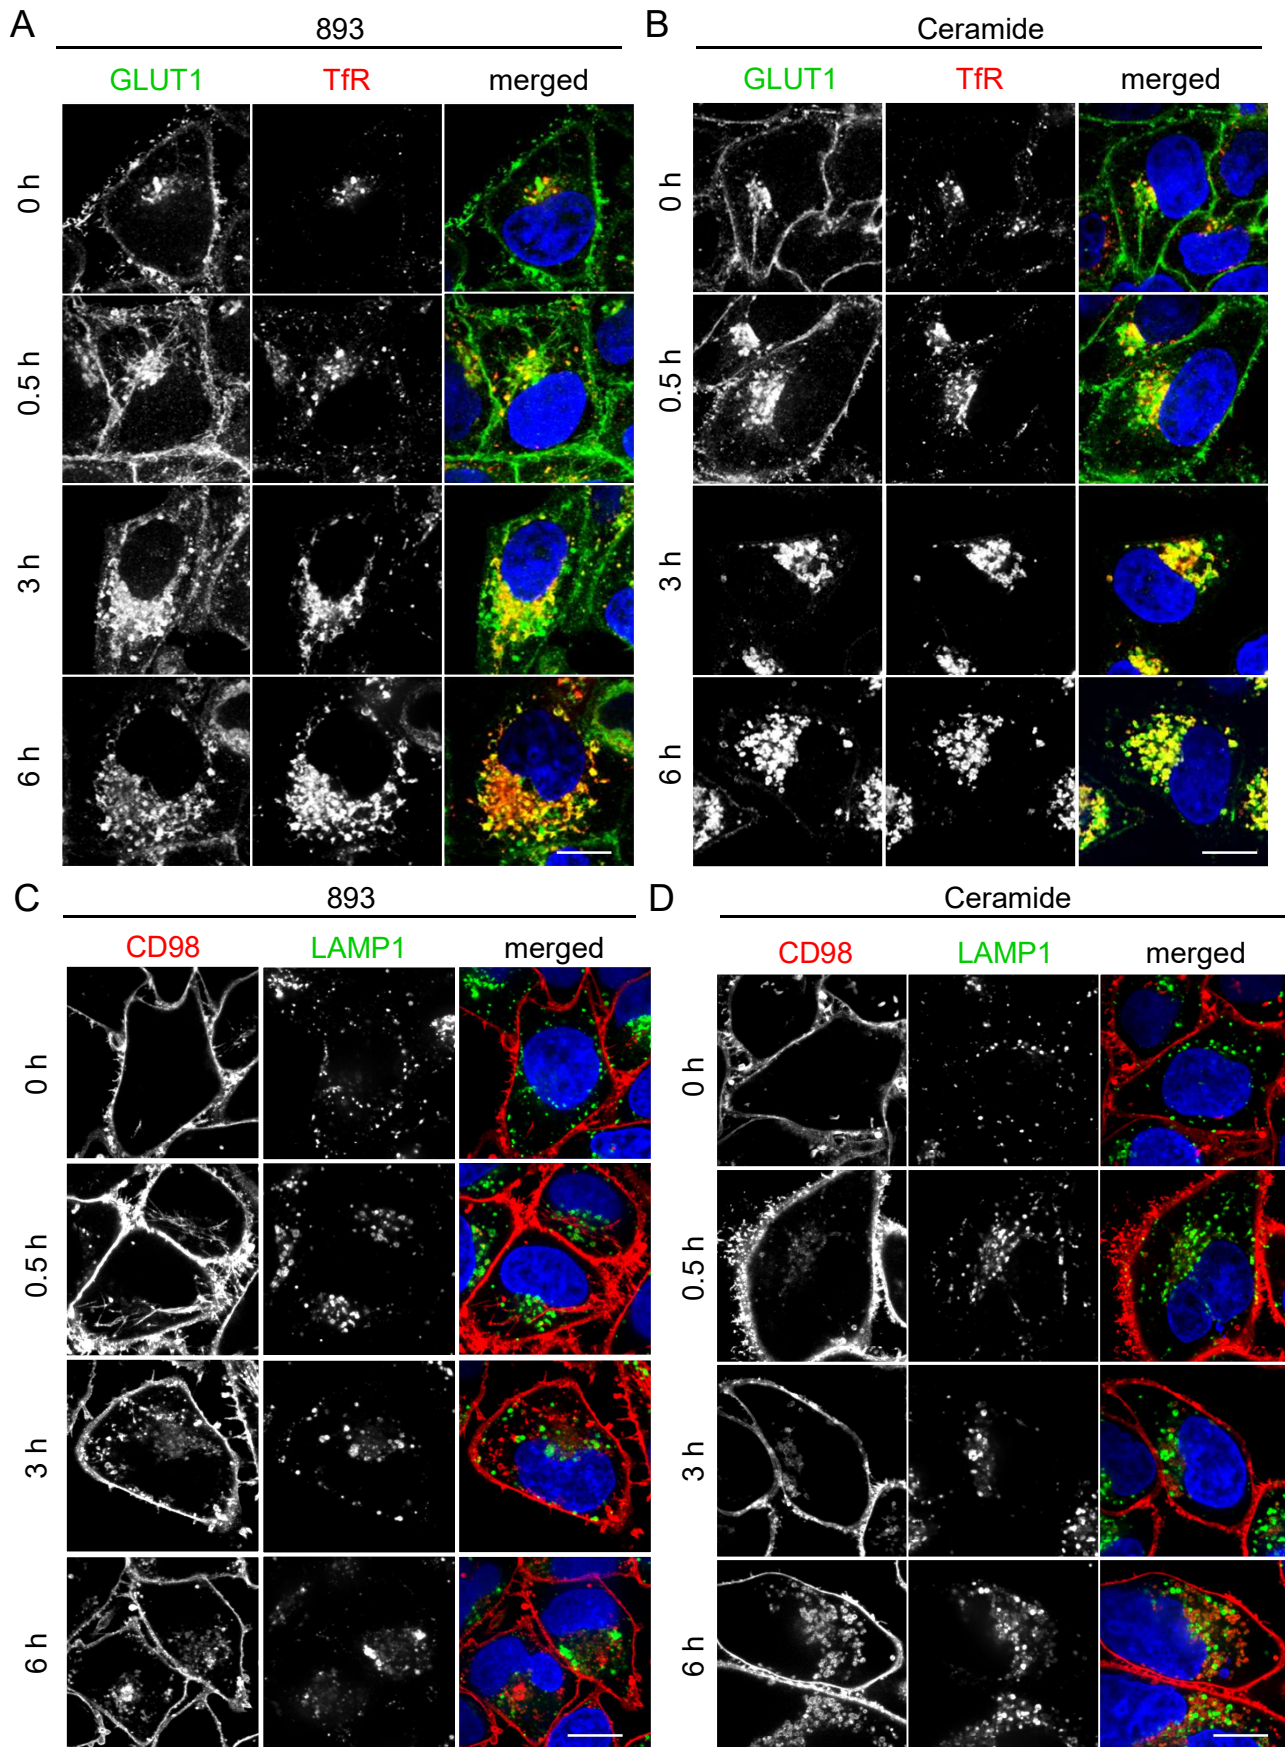 A
893
GLUT1 TfR merged
0 h
0.5 h
3 h
6 h
B
Ceramide
GLUT1 TfR merged
0 h
0.5 h
3 h
6 h
C
893
CD98 LAMP1 merged
0 h
0.5 h
3 h
6 h
D
Ceramide
CD98 LAMP1 merged
0 h
0.5 h
3 h
6 h